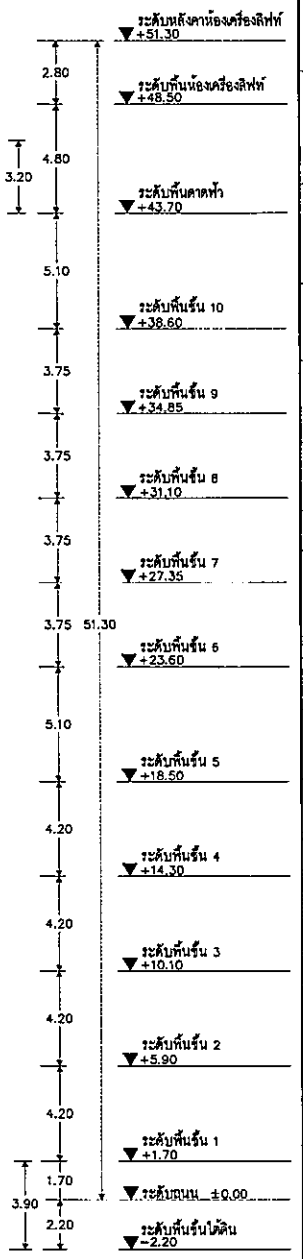 ระดับหลังคาห้องเครื่องลิฟท์
+51.30
2.80
ระดับพื้นห้องเครื่องลิฟท์
+48.50
4.80
3.20
ระดับพื้นดาดฟ้า
+43.70
5.10
ระดับพื้นชั้น 10
+38.60
3.75
ระดับพื้นชั้น 9
+34.85
3.75
ระดับพื้นชั้น 8
+31.10
3.75
ระดับพื้นชั้น 7
+27.35
3.75
51.30
ระดับพื้นชั้น 6
+23.60
5.10
ระดับพื้นชั้น 5
+18.50
4.20
ระดับพื้นชั้น 4
+14.30
4.20
ระดับพื้นชั้น 3
+10.10
4.20
ระดับพื้นชั้น 2
+5.90
4.20
ระดับพื้นชั้น 1
+1.70
1.70
3.90
ระดับถนน ±0.00
2.20
ระดับพื้นชั้นใต้ดิน
-2.20